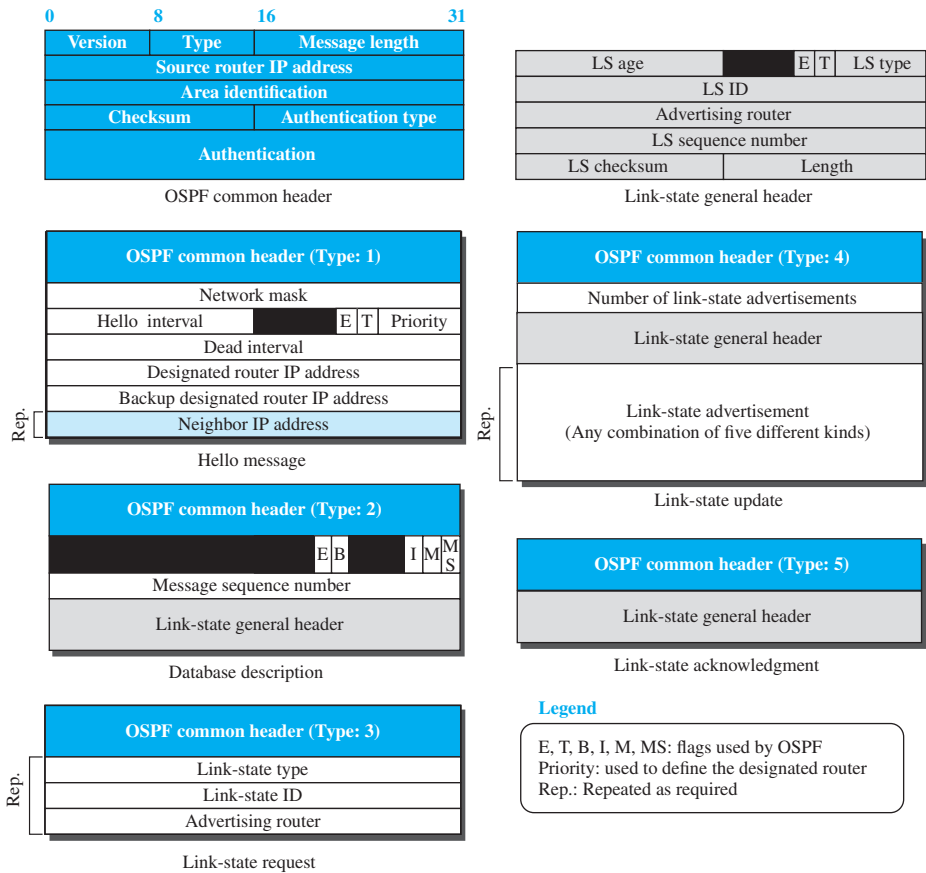 0 8 16 31
Version Type Message length
Source router IP address
Area identification
Checksum Authentication type
Authentication
OSPF common header
LS age E T LS type
LS ID
Advertising router
LS sequence number
LS checksum Length
Link-state general header
OSPF common header (Type: 1)
Network mask
Hello interval E T Priority
Dead interval
Designated router IP address
Backup designated router IP address
Rep. Neighbor IP address
Hello message
OSPF common header (Type: 4)
Number of link-state advertisements
Link-state general header
Rep.
Link-state advertisement
(Any combination of five different kinds)
Link-state update
OSPF common header (Type: 2)
E B I M MS
Message sequence number
Link-state general header
Database description
OSPF common header (Type: 5)
Link-state general header
Link-state acknowledgment
OSPF common header (Type: 3)
Rep.
Link-state type
Link-state ID
Advertising router
Link-state request
Legend
E, T, B, I, M, MS: flags used by OSPF
Priority: used to define the designated router
Rep.: Repeated as required